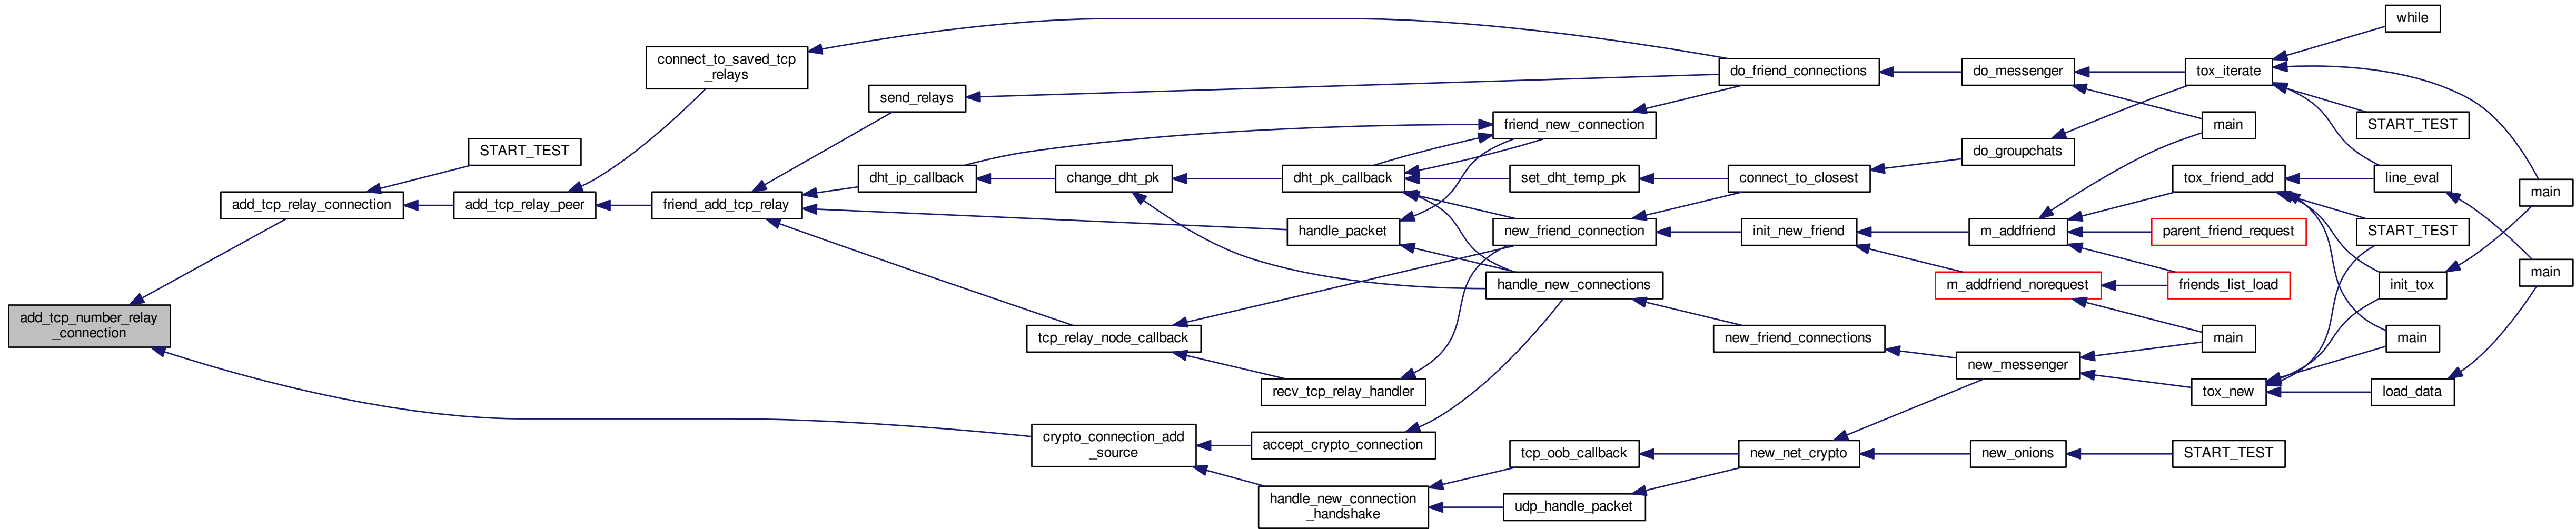 add_tcp_number_relay
_connection
add_tcp_relay_connection
START_TEST
add_tcp_relay_peer
connect_to_saved_tcp
_relays
friend_add_tcp_relay
send_relays
dht_ip_callback
change_dht_pk
handle_packet
tcp_relay_node_callback
recv_tcp_relay_handler
crypto_connection_add
_source
accept_crypto_connection
handle_new_connection
_handshake
dht_pk_callback
friend_new_connection
set_dht_temp_pk
new_friend_connection
handle_new_connections
tcp_oob_callback
udp_handle_packet
do_friend_connections
connect_to_closest
init_new_friend
new_friend_connections
new_net_crypto
do_messenger
do_groupchats
m_addfriend
m_addfriend_norequest
new_messenger
new_onions
tox_iterate
main
tox_friend_add
parent_friend_request
friends_list_load
main
tox_new
START_TEST
while
START_TEST
line_eval
START_TEST
init_tox
main
load_data
main
main